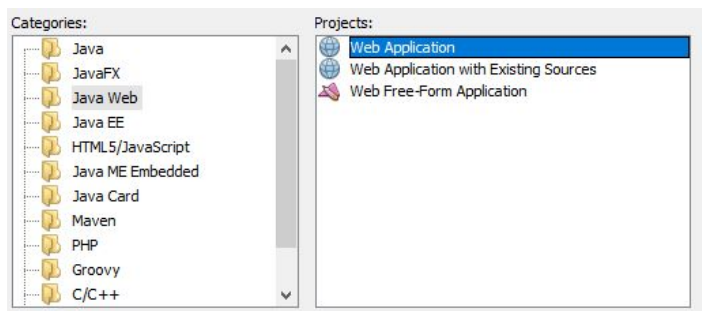 Categories:
Java
JavaFX
Java Web
Java EE
HTML5/JavaScript
Java ME Embedded
Java Card
Maven
PHP
Groovy
C/C++
Projects:
Web Application
Web Application with Existing Sources
Web Free-Form Application